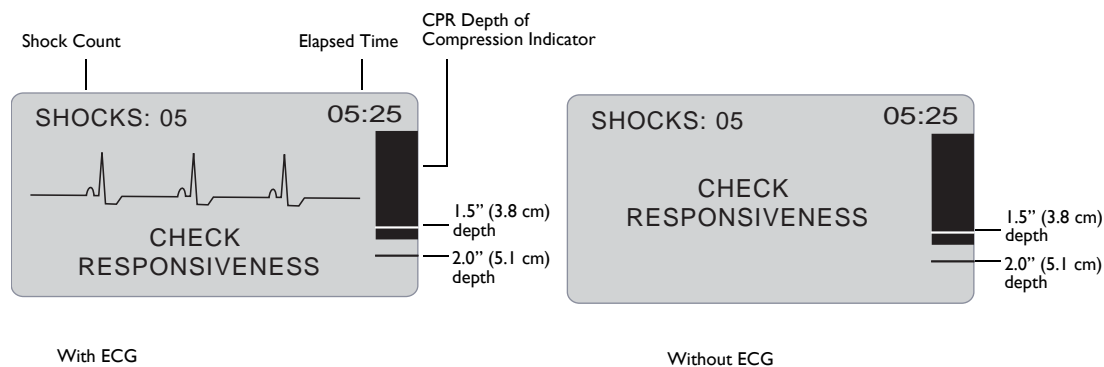 Shock Count
Elapsed Time
CPR Depth of
Compression Indicator
SHOCKS: 05
05:25
CHECK
RESPONSIVENESS
1.5” (3.8 cm)
depth
2.0” (5.1 cm)
depth
With ECG
SHOCKS: 05
05:25
CHECK
RESPONSIVENESS
1.5” (3.8 cm)
depth
2.0” (5.1 cm)
depth
Without ECG